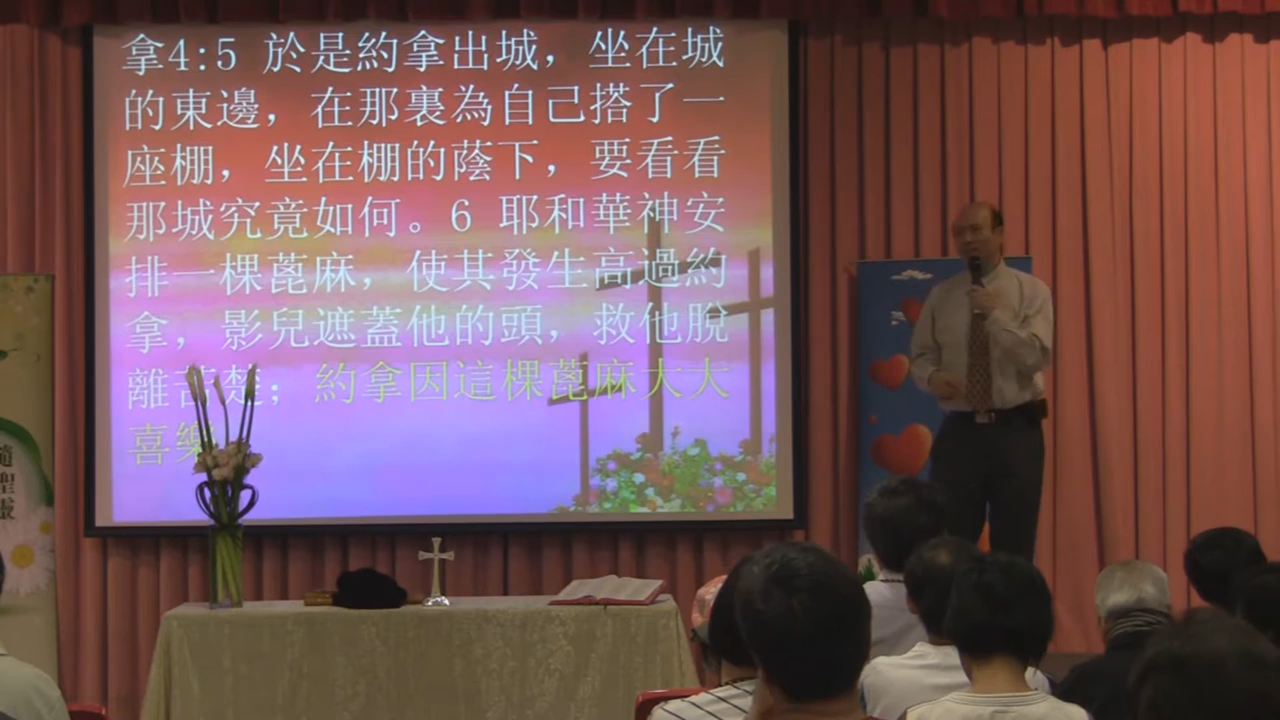 拿4:5 於是約拿出城，坐在城
的東邊，在那裏為自己搭了一
座棚，坐在棚的蔭下，要看看
那城究竟如何。6 耶和華神安
排一棵蓖麻，使其發生高過約
拿，影兒遮蓋他的頭，救他脫
離苦楚；約拿因這棵蓖麻大大
喜樂
隨
聖
靈